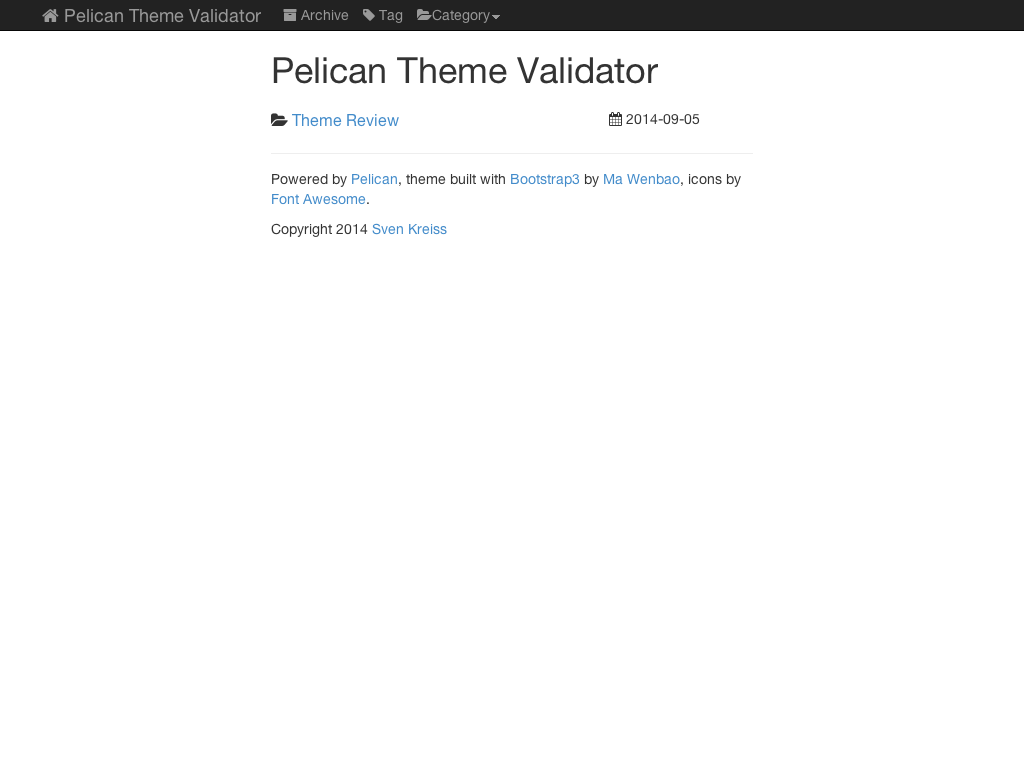 Pelican Theme Validator Archive Tag Category
Pelican Theme Validator
Theme Review 2014-09-05
Powered by Pelican, theme built with Bootstrap3 by Ma Wenbao, icons by
Font Awesome.
Copyright 2014 Sven Kreiss